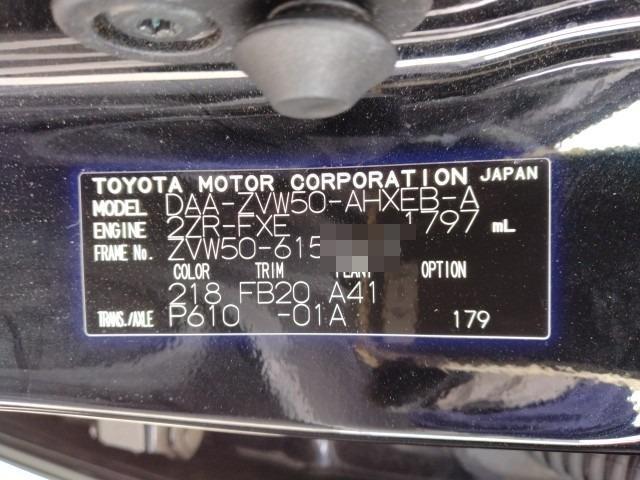 TOYOTA MOTOR CORPORATION JAPAN
MODEL DAA-ZVW50-AHXEB-A
ENGINE 2ZR-FXE 1797 mL
FRAME No. ZVW50-615
COLOR TRIM PLANT OPTION
218 FB20 A41
TRANS./AXLE P610 -01A 179